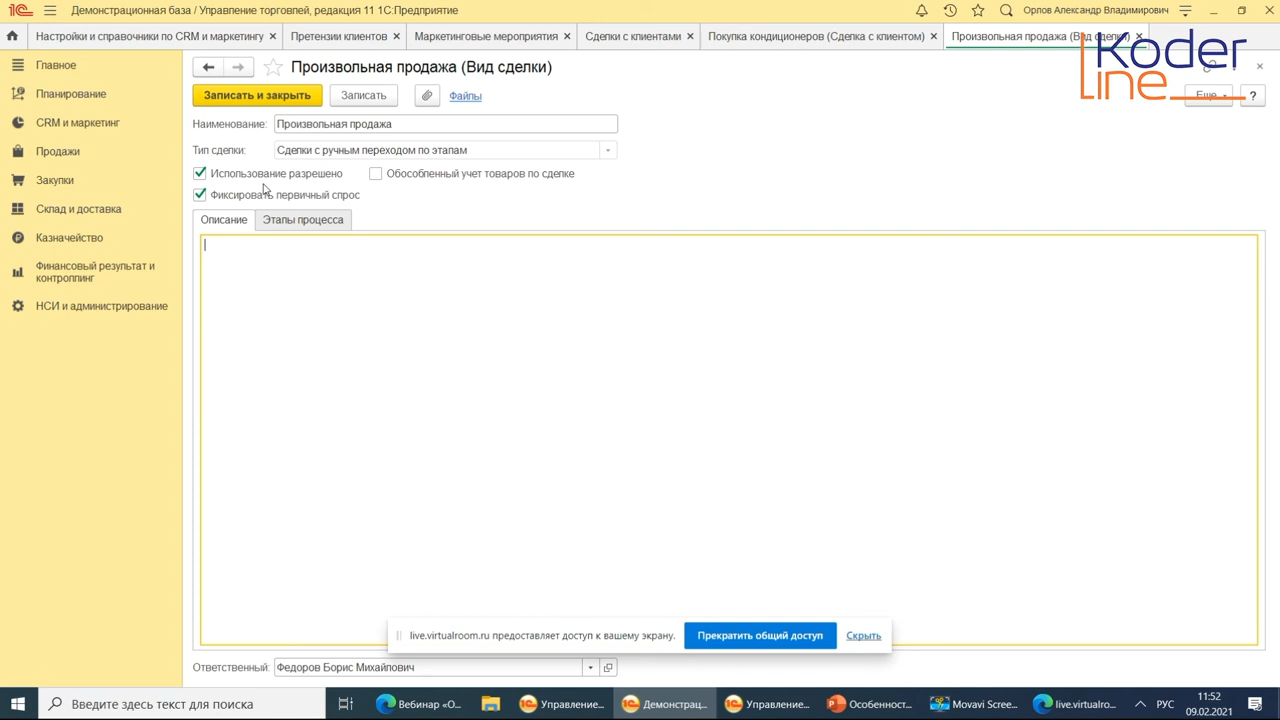 Демонстрационная база / Управление торговлей, редакция 11 1С:Предприятие
Орлов Александр Владимирович
Настройки и справочники по CRM и маркетингу
Претензии клиентов
Маркетинговые мероприятия
Сделки с клиентами
Покупка кондиционеров (Сделка с клиентом)
Произвольная продажа (Вид сделки)
Koder
line
Главное
Планирование
CRM и маркетинг
Продажи
Закупки
Склад и доставка
Казначейство
Финансовый результат и
контроллинг
НСИ и администрирование
Произвольная продажа (Вид сделки)
Записать и закрыть
Записать
Файлы
Еще
?
Наименование: Произвольная продажа
Тип сделки: Сделки с ручным переходом по этапам
Использование разрешено
Обособленный учет товаров по сделке
Фиксировать первичный спрос
Описание
Этапы процесса
live.virtualroom.ru предоставляет доступ к вашему экрану.
Прекратить общий доступ
Скрыть
Ответственный: Федоров Борис Михайлович
Введите здесь текст для поиска
Вебинар «О...
Управление...
Демонстрац...
Управление...
Особенност...
Movavi Scree...
live.virtualro...
РУС
11:52
09.02.2021